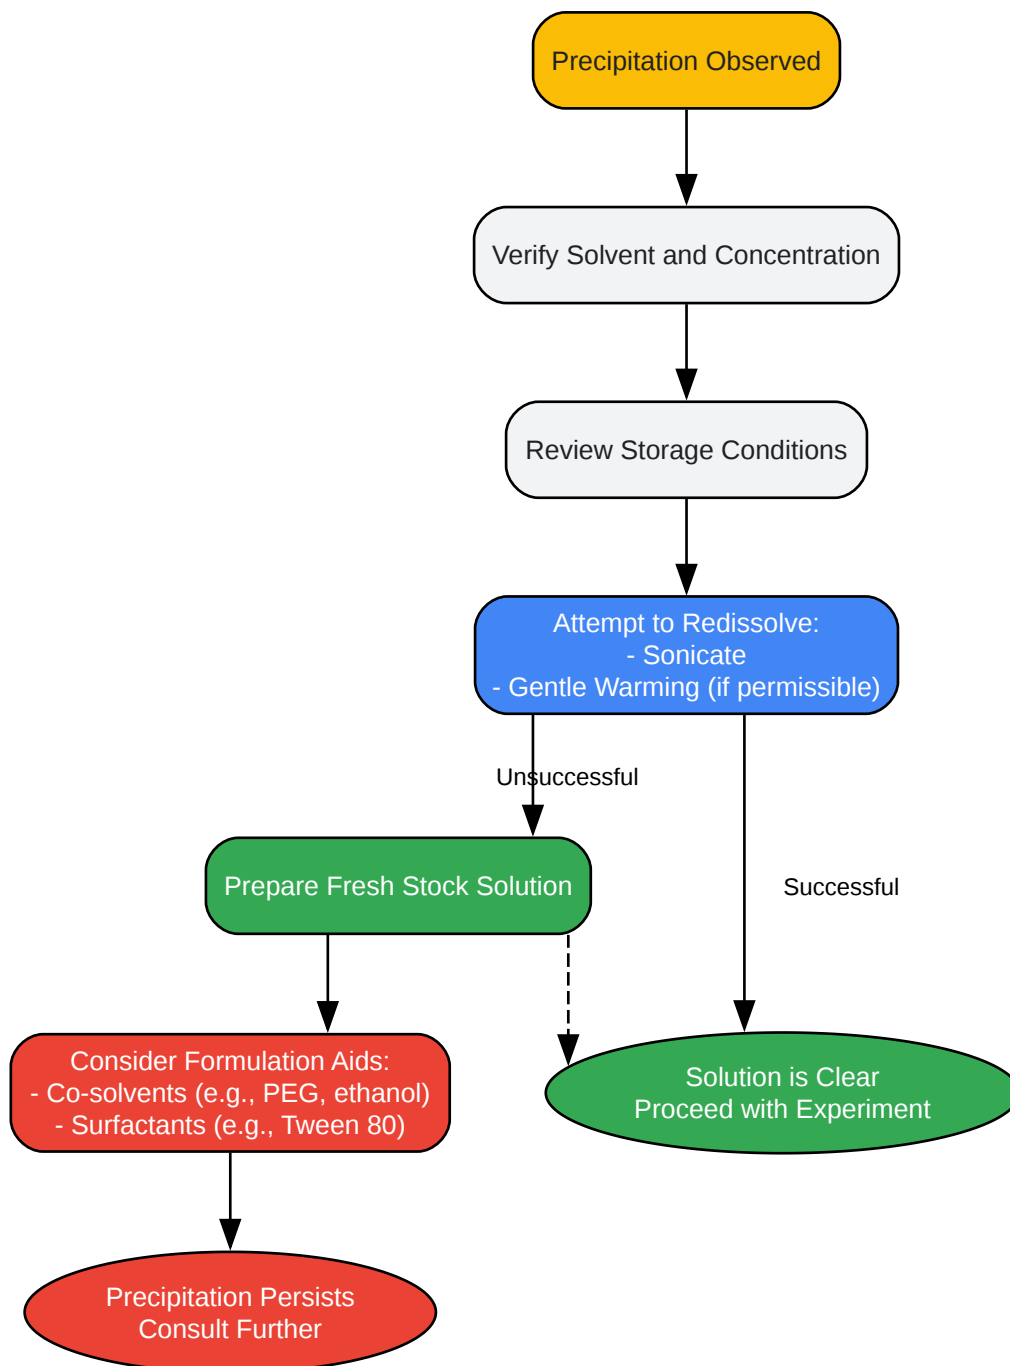 Precipitation Observed
Verify Solvent and Concentration
Review Storage Conditions
Attempt to Redissolve:
- Sonicate
- Gentle Warming (if permissible)
Unsuccessful
Prepare Fresh Stock Solution
Successful
Consider Formulation Aids:
- Co-solvents (e.g., PEG, ethanol)
- Surfactants (e.g., Tween 80)
Solution is Clear
Proceed with Experiment
Precipitation Persists
Consult Further